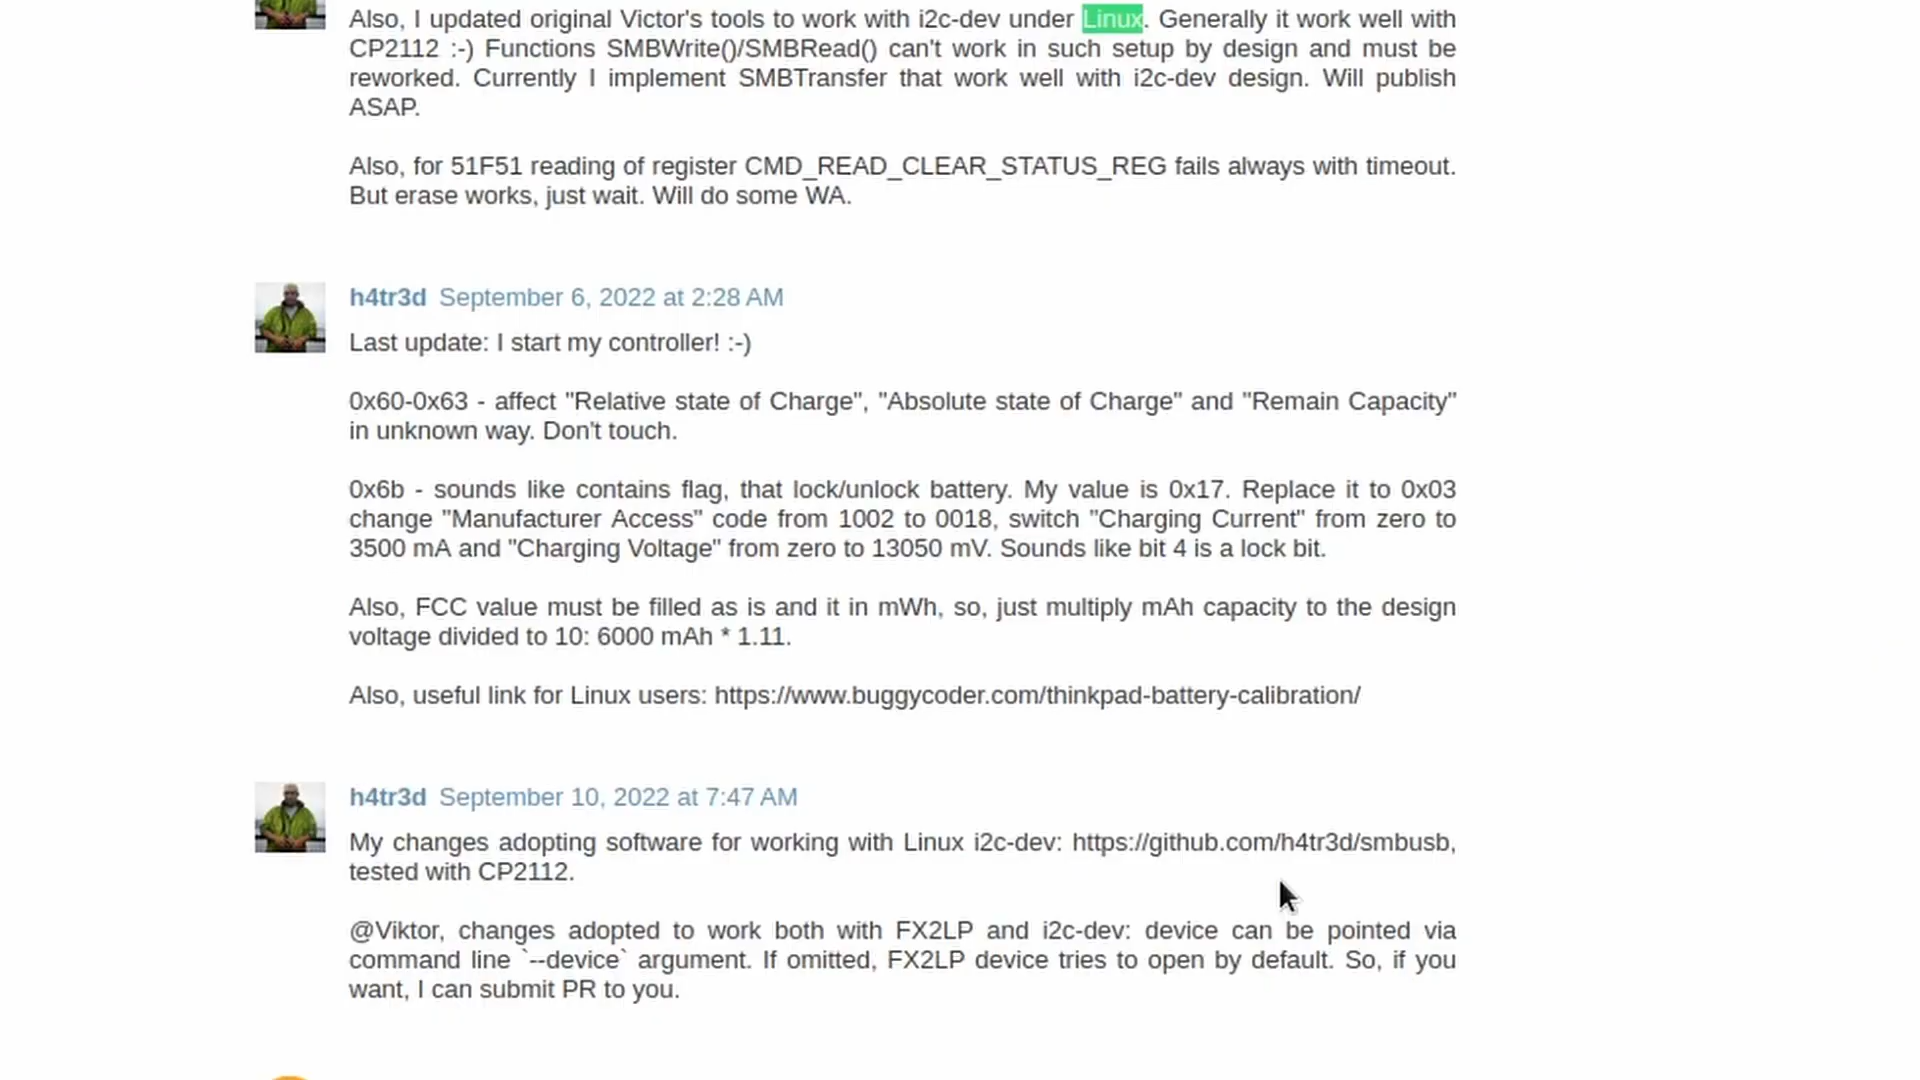 Also, I updated original Victor's tools to work with i2c-dev under Linux. Generally it work well with
CP2112 :-) Functions SMBWrite()/SMBRead() can't work in such setup by design and must be
reworked. Currently I implement SMBTransfer that work well with i2c-dev design. Will publish
ASAP.
Also, for 51F51 reading of register CMD_READ_CLEAR_STATUS_REG fails always with timeout.
But erase works, just wait. Will do some WA.
h4tr3d September 6, 2022 at 2:28 AM
Last update: I start my controller! :-)
0x60-0x63 - affect "Relative state of Charge", "Absolute state of Charge" and "Remain Capacity"
in unknown way. Don't touch.
0x6b - sounds like contains flag, that lock/unlock battery. My value is 0x17. Replace it to 0x03
change "Manufacturer Access" code from 1002 to 0018, switch "Charging Current" from zero to
3500 mA and "Charging Voltage" from zero to 13050 mV. Sounds like bit 4 is a lock bit.
Also, FCC value must be filled as is and it in mWh, so, just multiply mAh capacity to the design
voltage divided to 10: 6000 mAh * 1.11.
Also, useful link for Linux users: https://www.buggycoder.com/thinkpad-battery-calibration/
h4tr3d September 10, 2022 at 7:47 AM
My changes adopting software for working with Linux i2c-dev: https://github.com/h4tr3d/smbusb,
tested with CP2112.
@Viktor, changes adopted to work both with FX2LP and i2c-dev: device can be pointed via
command line `--device` argument. If omitted, FX2LP device tries to open by default. So, if you
want, I can submit PR to you.